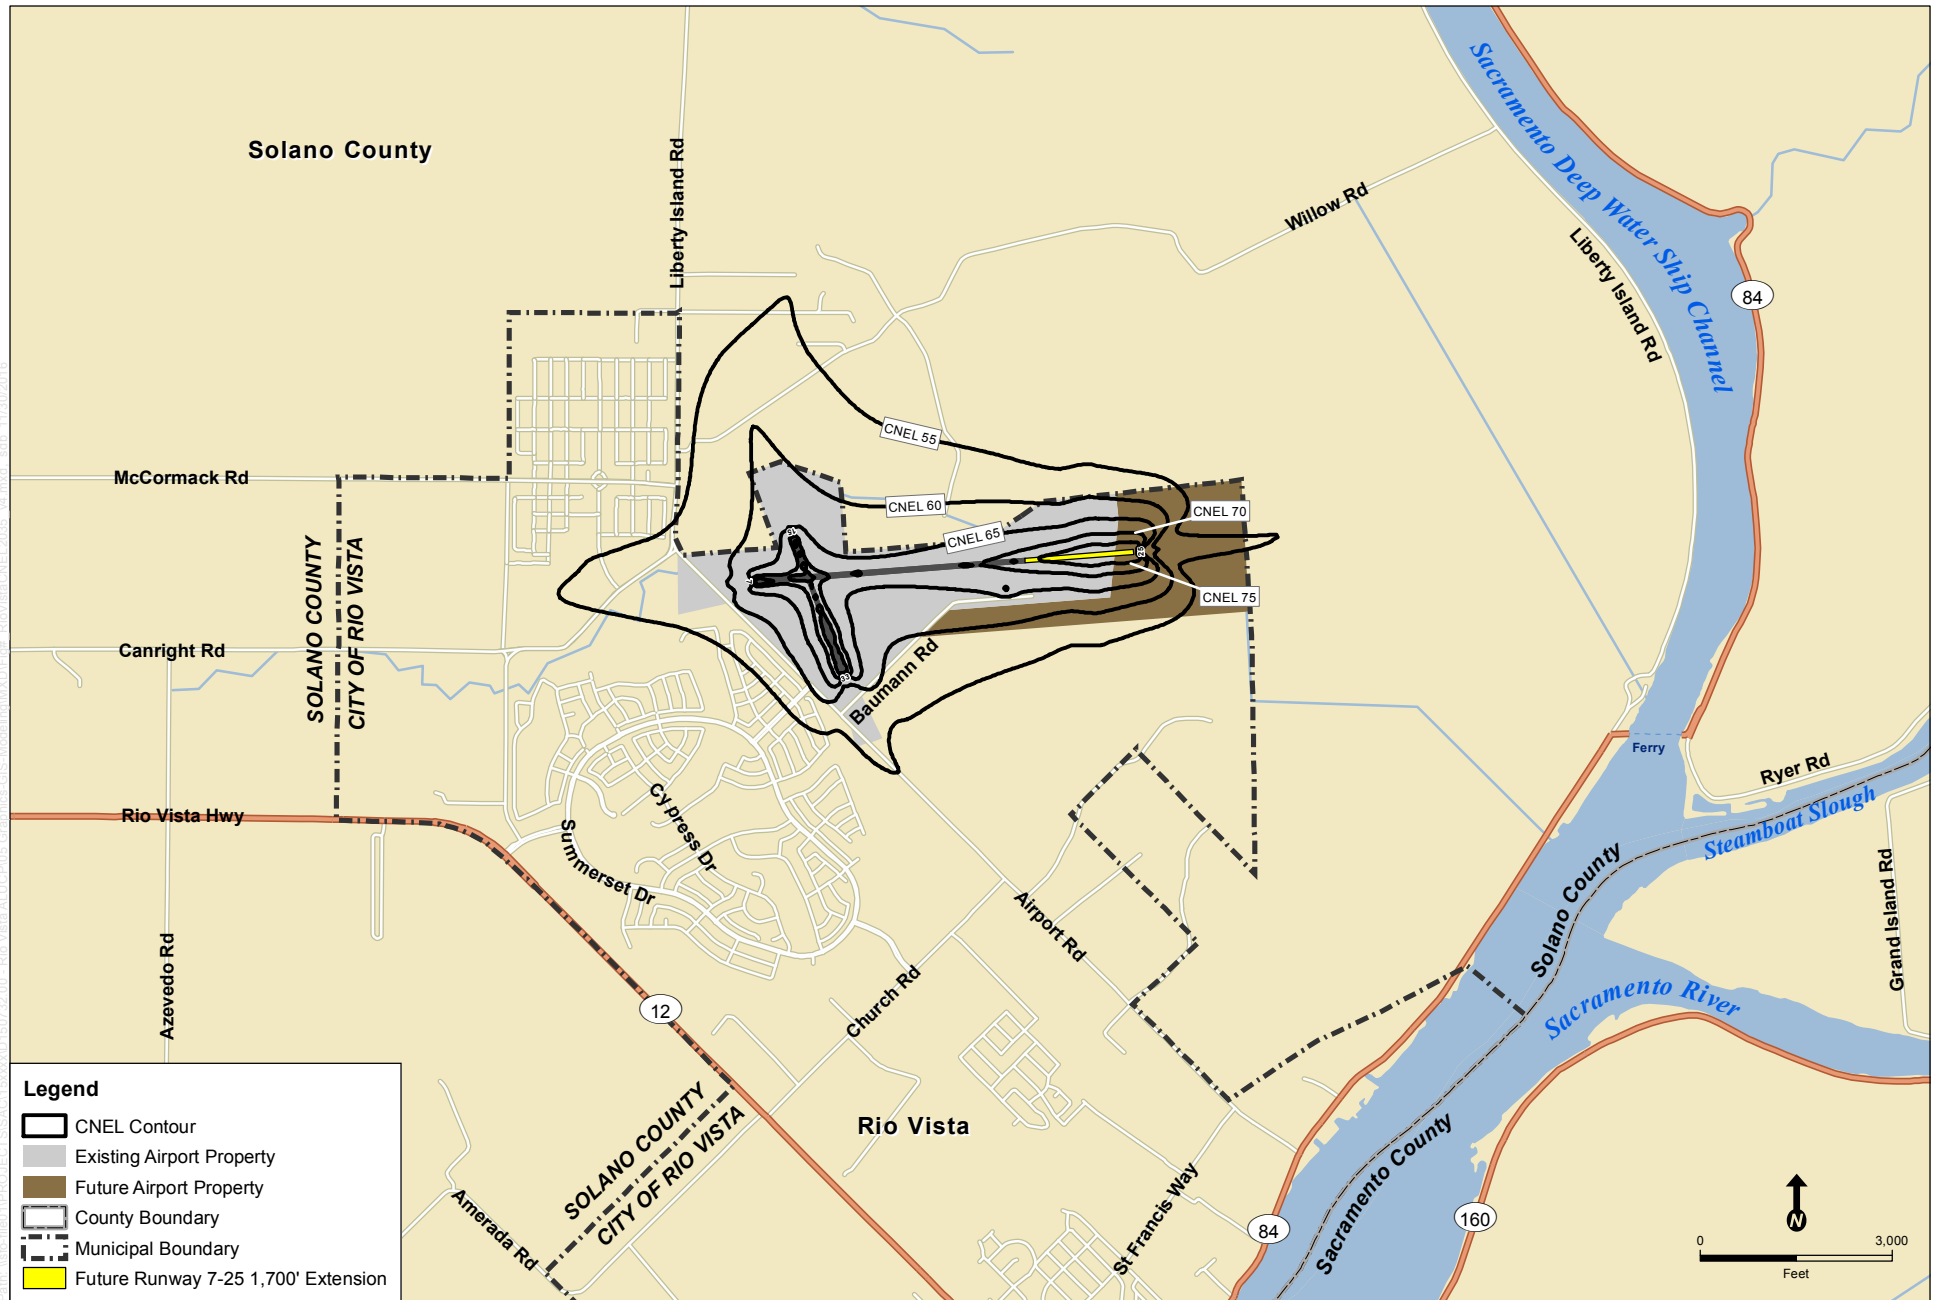 Solano County
Liberty Island Rd
Willow Rd
Sacramento Deep Water Ship Channel
Liberty Island Rd
84
CNEL 55
McCormack Rd
CNEL 60
CNEL 70
CNEL 65
15
25
7
CNEL 75
SOLANO COUNTY
CITY OF RIO VISTA
Canright Rd
33
Baumann Rd
Ferry
Ryer Rd
Steamboat Slough
Rio Vista Hwy
Cypress Dr
Summerset Dr
Solano County
Grand Island Rd
Airport Rd
Azevedo Rd
Church Rd
12
Sacramento River
Rio Vista
SOLANO COUNTY
CITY OF RIO VISTA
Amerada Rd
St Francis Way
Sacramento County
84
160
Legend
CNEL Contour
Existing Airport Property
Future Airport Property
County Boundary
Municipal Boundary
Future Runway 7-25 1,700' Extension
N
0 3,000
Feet